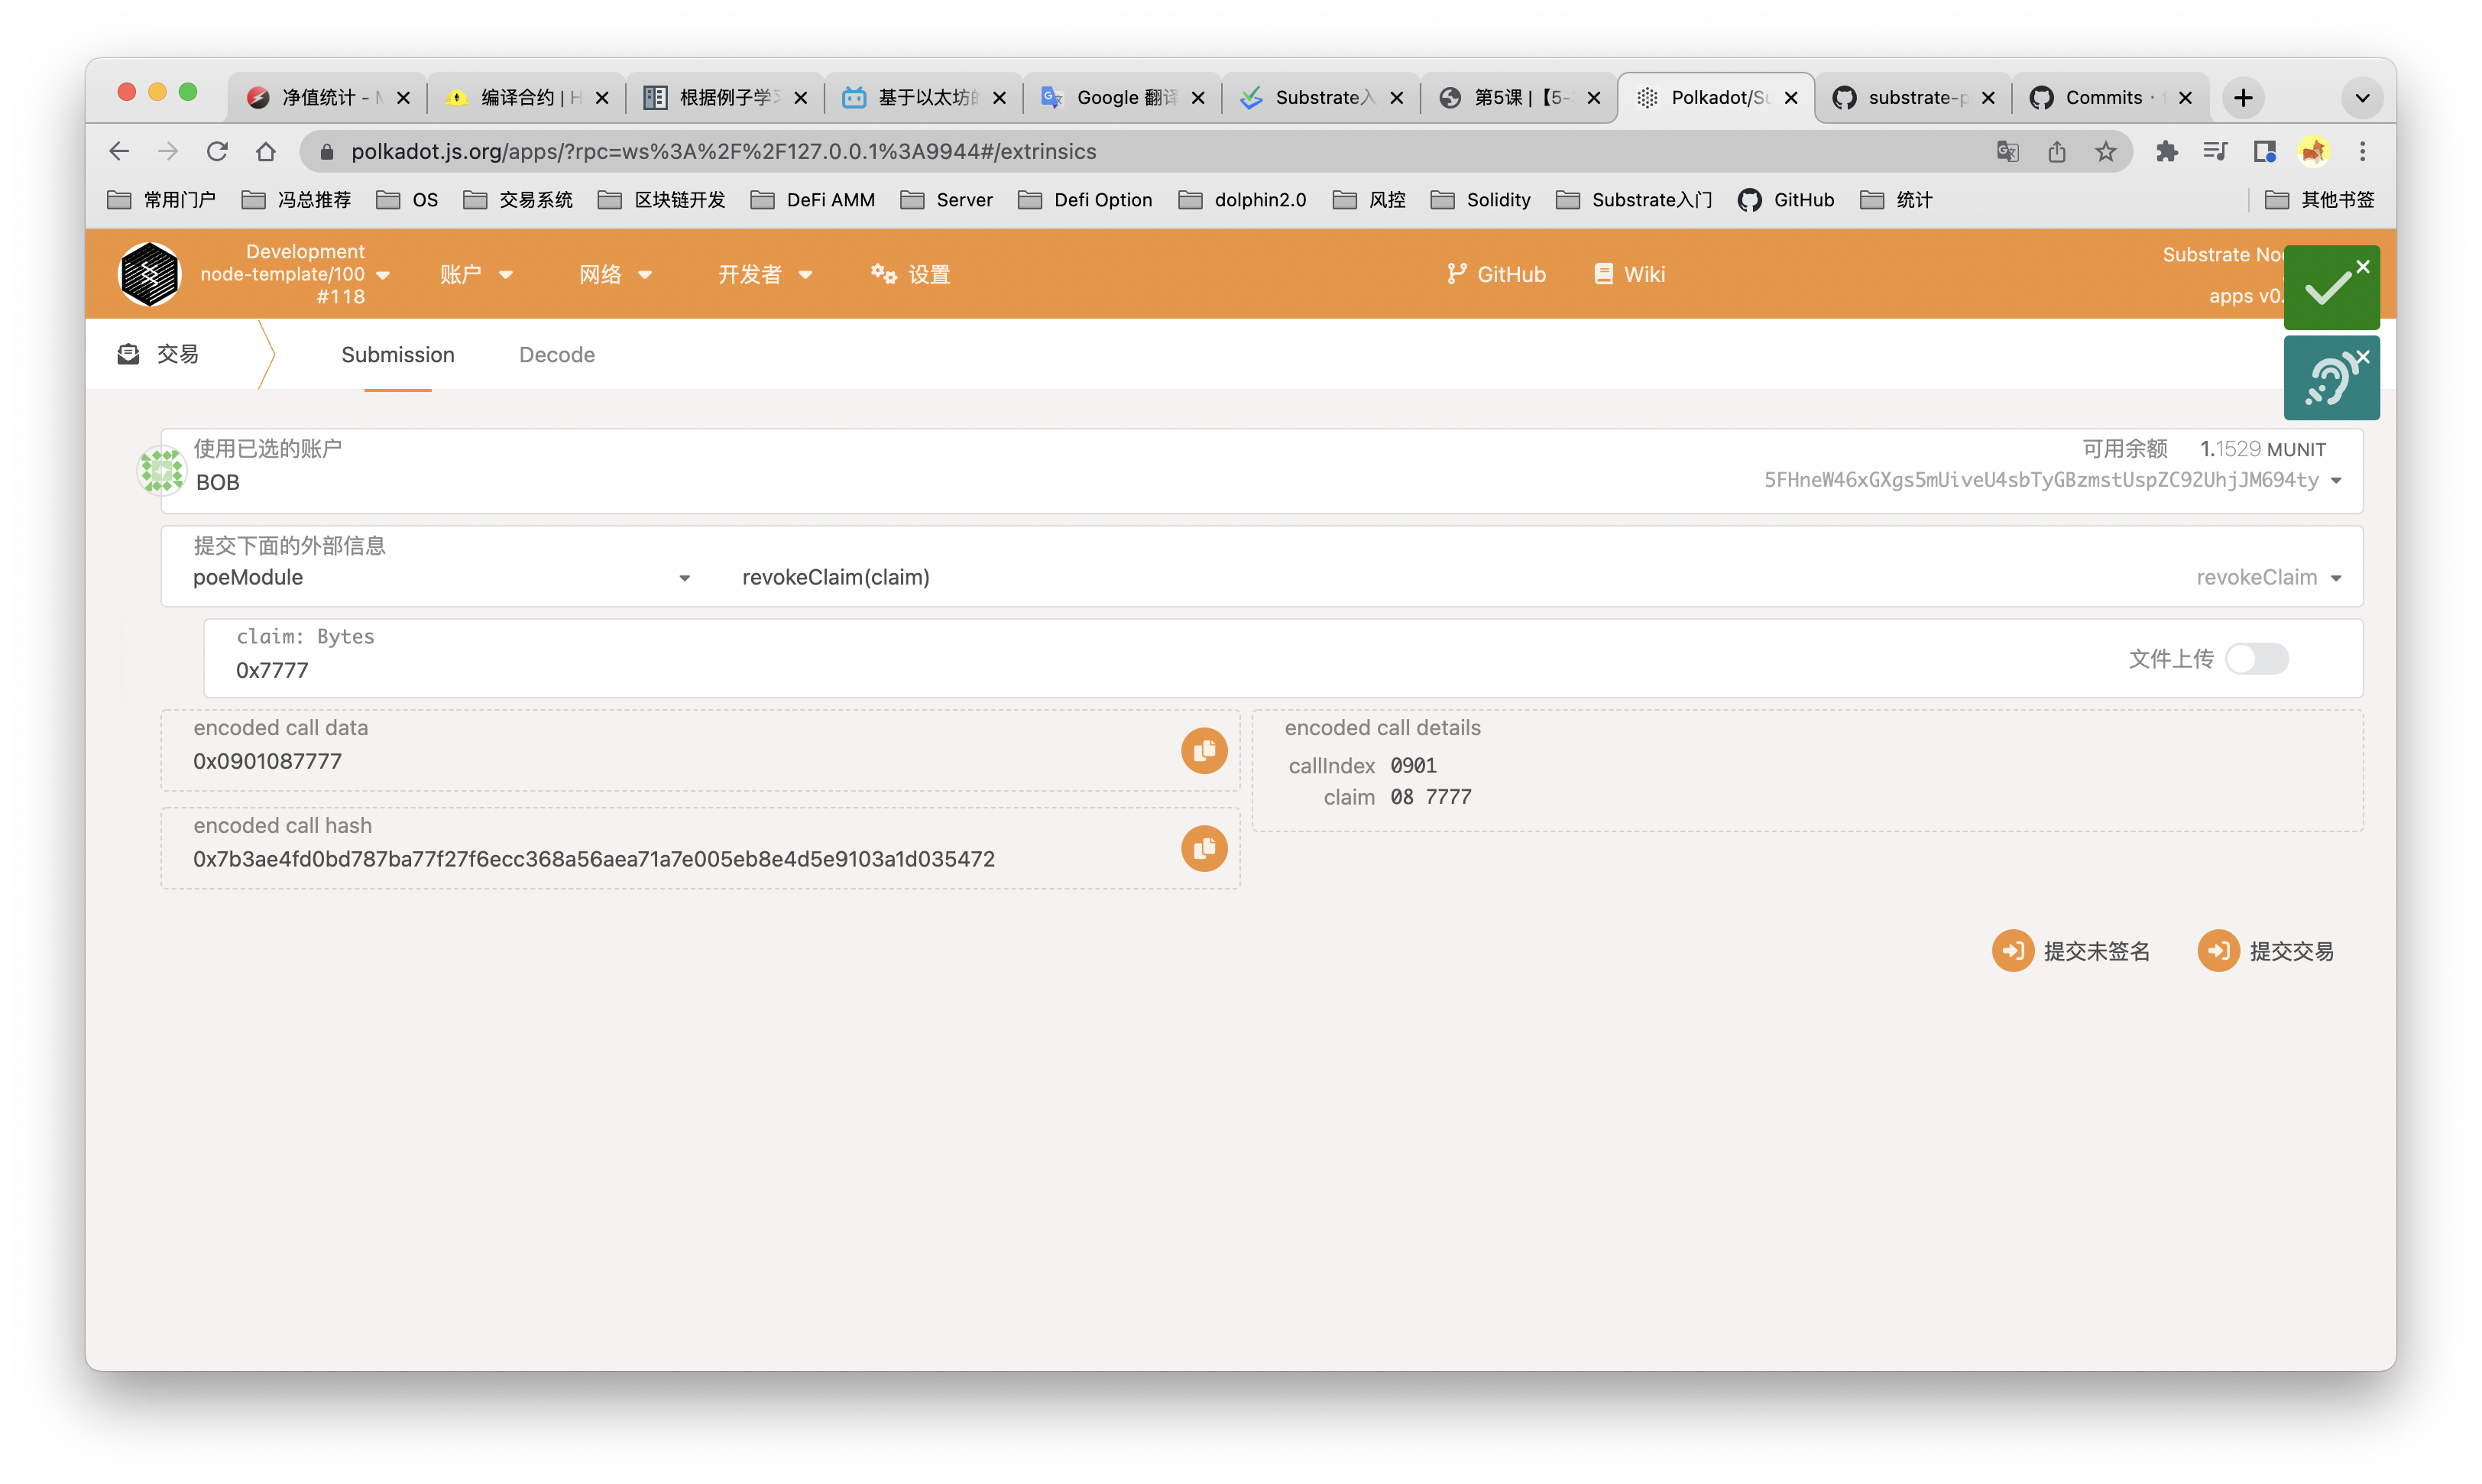 净值统计 -
编译合约 | H
根据例子学习
基于以太坊的
Google 翻译
Substrate入
第5课 | 【5-
Polkadot/Su
substrate-p
Commits ·
polkadot.js.org/apps/?rpc=ws%3A%2F%2F127.0.0.1%3A9944#/extrinsics
常用门户
冯总推荐
OS
交易系统
区块链开发
DeFi AMM
Server
Defi Option
dolphin2.0
风控
Solidity
Substrate入门
GitHub
统计
其他书签
Development
node-template/100
#118
账户
网络
开发者
设置
GitHub
Wiki
Substrate No
apps v0.
交易
Submission
Decode
使用已选的账户
BOB
可用余额 1.1529 MUNIT
5FHneW46xGXgs5mUiveU4sbTyGBzmstUspZC92UhjJM694ty
提交下面的外部信息
poeModule
revokeClaim(claim)
revokeClaim
claim: Bytes
0x7777
文件上传
encoded call data
0x0901087777
encoded call details
callIndex 0901
claim 08 7777
encoded call hash
0x7b3ae4fd0bd787ba77f27f6ecc368a56aea71a7e005eb8e4d5e9103a1d035472
提交未签名
提交交易